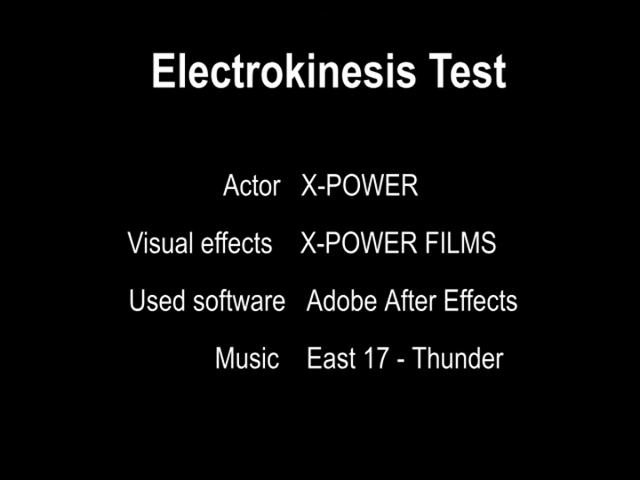 Electrokinesis Test
Actor X-POWER
Visual effects X-POWER FILMS
Used software Adobe After Effects
Music East 17 - Thunder